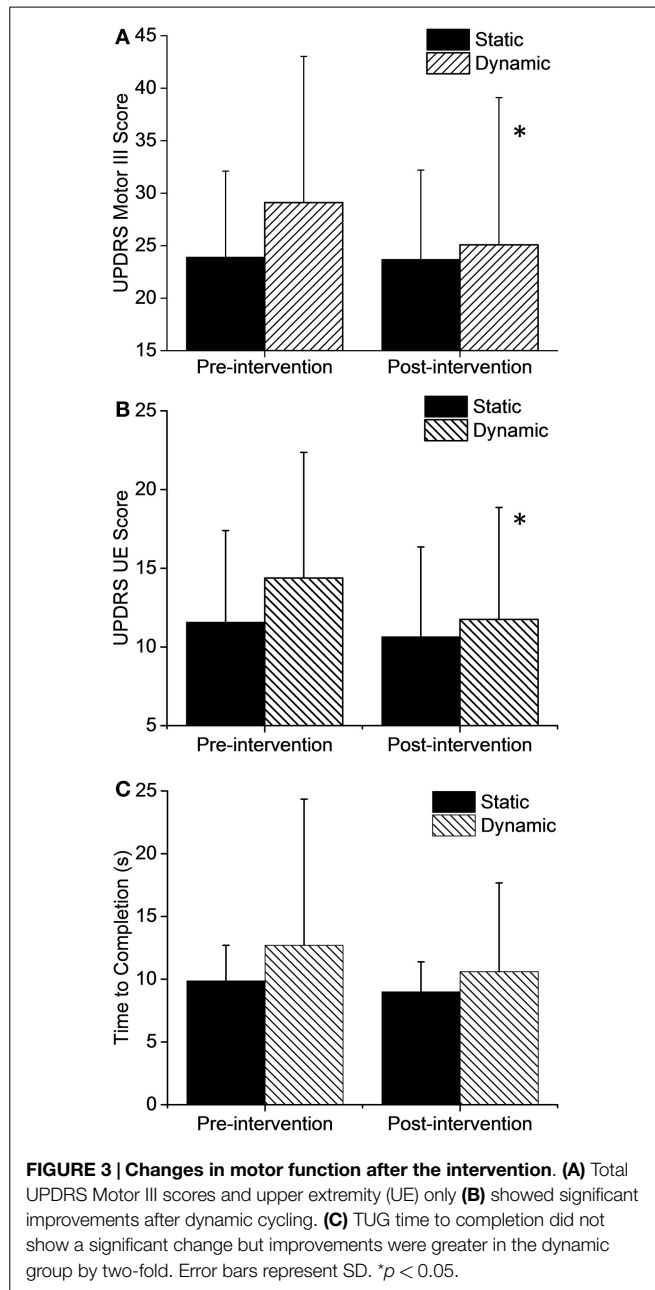 A
45
40
35
30
25
20
15
UPDRS Motor III Score
Static
Dynamic
*
Pre-intervention Post-intervention
B
25
20
15
10
5
UPDRS UE Score
Static
Dynamic
*
Pre-intervention Post-intervention
C
25
20
15
10
5
0
Time to Completion (s)
Static
Dynamic
Pre-intervention Post-intervention
FIGURE 3 | Changes in motor function after the intervention. (A) Total
UPDRS Motor III scores and upper extremity (UE) only (B) showed significant
improvements after dynamic cycling. (C) TUG time to completion did not
show a significant change but improvements were greater in the dynamic
group by two-fold. Error bars represent SD. *p < 0.05.